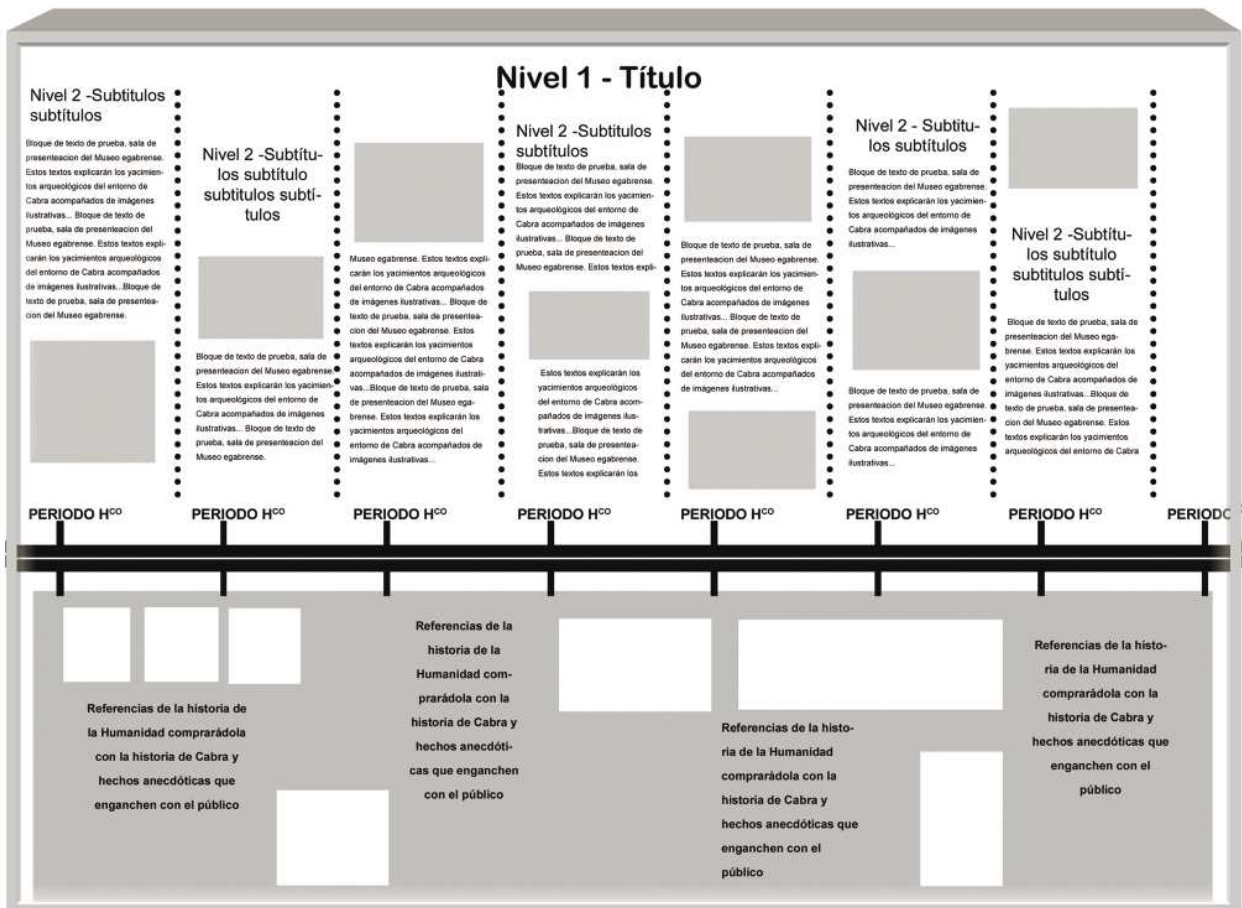 Nivel 1 - Título
Nivel 2 -Subtitulos
subtítulos
Bloque de texto de prueba, sala de
presenteacion del Museo egabrense.
Estos textos explicarán los yacimien-
tos arqueológicos del entorno de
Cabra acompañados de imágenes
ilustrativas... Bloque de texto de
prueba, sala de presenteacion del
Museo egabrense. Estos textos expli-
carán los yacimientos arqueológicos
del entorno de Cabra acompañados
de imágenes ilustrativas...Bloque de
texto de prueba, sala de presentea-
cion del Museo egabrense.
Nivel 2 -Subtítu-
los subtítulo
subtitulos subtí-
tulos
Bloque de texto de prueba, sala de
presenteacion del Museo egabrense.
Estos textos explicarán los yacimien-
tos arqueológicos del entorno de
Cabra acompañados de imágenes
ilustrativas... Bloque de texto de
prueba, sala de presenteacion del
Museo egabrense.
Museo egabrense. Estos textos expli-
carán los yacimientos arqueológicos
del entorno de Cabra acompañados
de imágenes ilustrativas... Bloque de
texto de prueba, sala de presentea-
cion del Museo egabrense. Estos
textos explicarán los yacimientos
arqueológicos del entorno de Cabra
acompañados de imágenes ilustrati-
vas...Bloque de texto de prueba, sala
de presenteacion del Museo ega-
brense. Estos textos explicarán los
yacimientos arqueológicos del
entorno de Cabra acompañados de
imágenes ilustrativas...
Nivel 2 -Subtitulos
subtítulos
Bloque de texto de prueba, sala de
presenteacion del Museo egabrense.
Estos textos explicarán los yacimien-
tos arqueológicos del entorno de
Cabra acompañados de imágenes
ilustrativas... Bloque de texto de
prueba, sala de presenteacion del
Museo egabrense. Estos textos expli-
Estos textos explicarán los
yacimientos arqueológicos
del entorno de Cabra acom-
pañados de imágenes ilus-
trativas...Bloque de texto de
prueba, sala de presentea-
cion del Museo egabrense.
Estos textos explicarán los
Bloque de texto de prueba, sala de
presenteacion del Museo egabrense.
Estos textos explicarán los yacimien-
tos arqueológicos del entorno de
Cabra acompañados de imágenes
ilustrativas... Bloque de texto de
prueba, sala de presenteacion del
Museo egabrense. Estos textos expli-
carán los yacimientos arqueológicos
del entorno de Cabra acompañados
de imágenes ilustrativas...
Nivel 2 - Subtitu-
los subtítulos
Bloque de texto de prueba, sala de
presenteacion del Museo egabrense.
Estos textos explicarán los yacimien-
tos arqueológicos del entorno de
Cabra acompañados de imágenes
ilustrativas...
Bloque de texto de prueba, sala de
presenteacion del Museo egabrense.
Estos textos explicarán los yacimien-
tos arqueológicos del entorno de
Cabra acompañados de imágenes
ilustrativas...
Nivel 2 -Subtítu-
los subtítulo
subtitulos subtí-
tulos
Bloque de texto de prueba, sala de
presenteacion del Museo ega-
brense. Estos textos explicarán los
yacimientos arqueológicos del
entorno de Cabra acompañados de
imágenes ilustrativas...Bloque de
texto de prueba, sala de presentea-
cion del Museo egabrense. Estos
textos explicarán los yacimientos
arqueológicos del entorno de Cabra
PERIODO Hco PERIODO Hco PERIODO Hco PERIODO Hco PERIODO Hco PERIODO Hco PERIODO Hco PERIODO
Referencias de la historia de
la Humanidad comprarádola
con la historia de Cabra y
hechos anecdóticas que
enganchen con el público
Referencias de la
historia de la
Humanidad com-
prarádola con la
historia de Cabra y
hechos anecdóti-
cas que enganchen
con el público
Referencias de la histo-
ria de la Humanidad
comprarádola con la
historia de Cabra y
hechos anecdóticas que
enganchen con el
público
Referencias de la histo-
ria de la Humanidad
comprarádola con la
historia de Cabra y
hechos anecdóticas que
enganchen con el
público